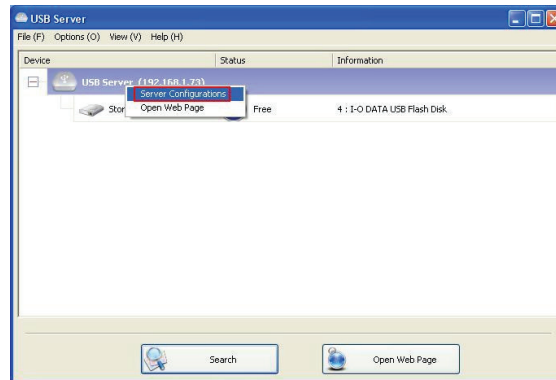 USB Server
File (F) Options (O) View (V) Help (H)
Device Status Information
USB Server (192.168.1.73)
Server Configurations
Open Web Page
Stor Free 4 : I-O DATA USB Flash Disk
Search Open Web Page